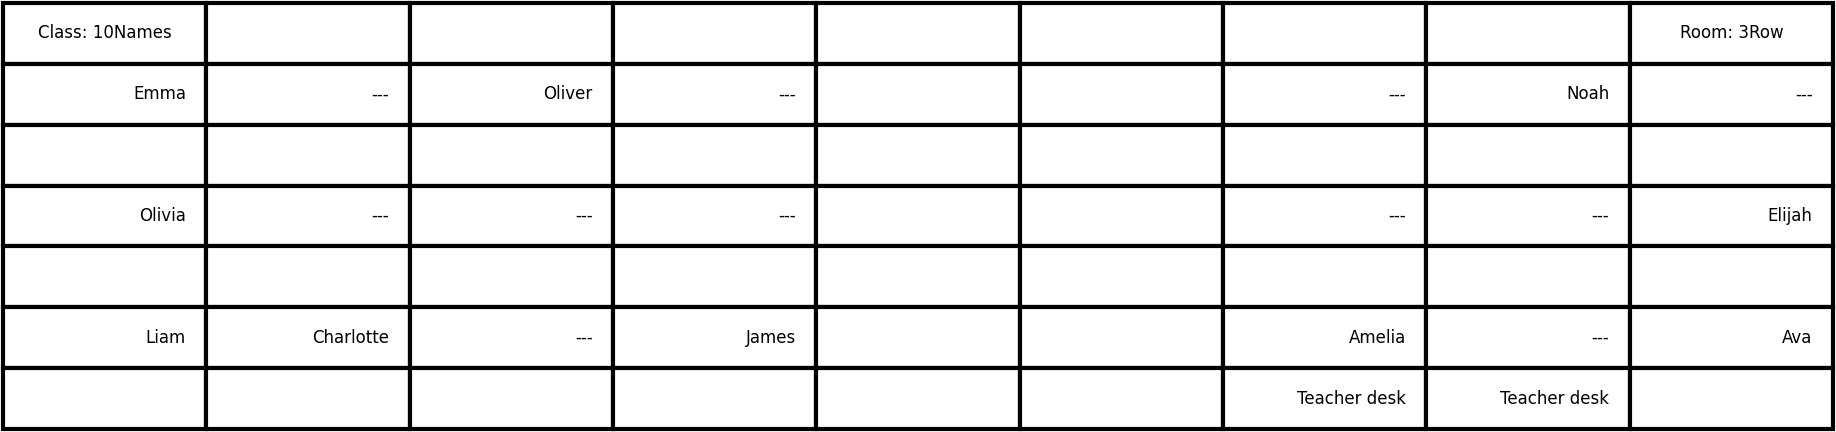 Class: 10Names Room: 3Row
Emma --- Oliver --- --- Noah ---
Olivia --- --- --- --- --- Elijah
Liam Charlotte --- James Amelia --- Ava
Teacher desk Teacher desk